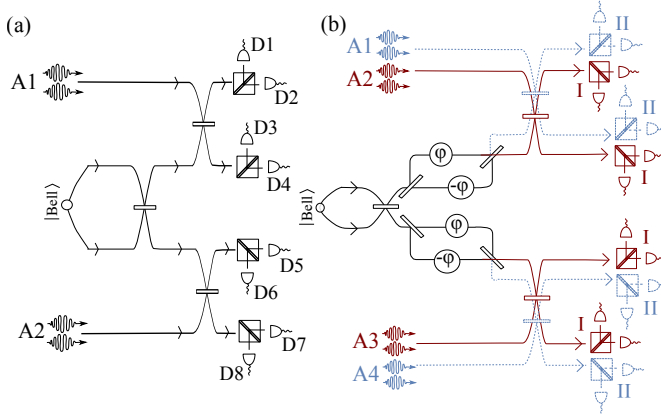 (a)
A1
D1
D2
D3
D4
|Bell⟩
D5
D6
A2
D7
D8
(b)
A1
A2
II
I
II
I
φ
-φ
|Bell⟩
φ
-φ
I
II
I
II
A3
A4